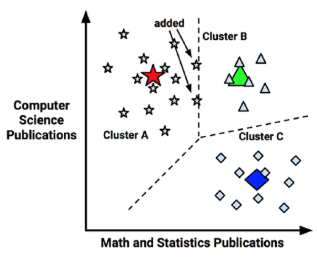 added
Cluster B
Computer
Science
Publications
Cluster A
Cluster C
Math and Statistics Publications